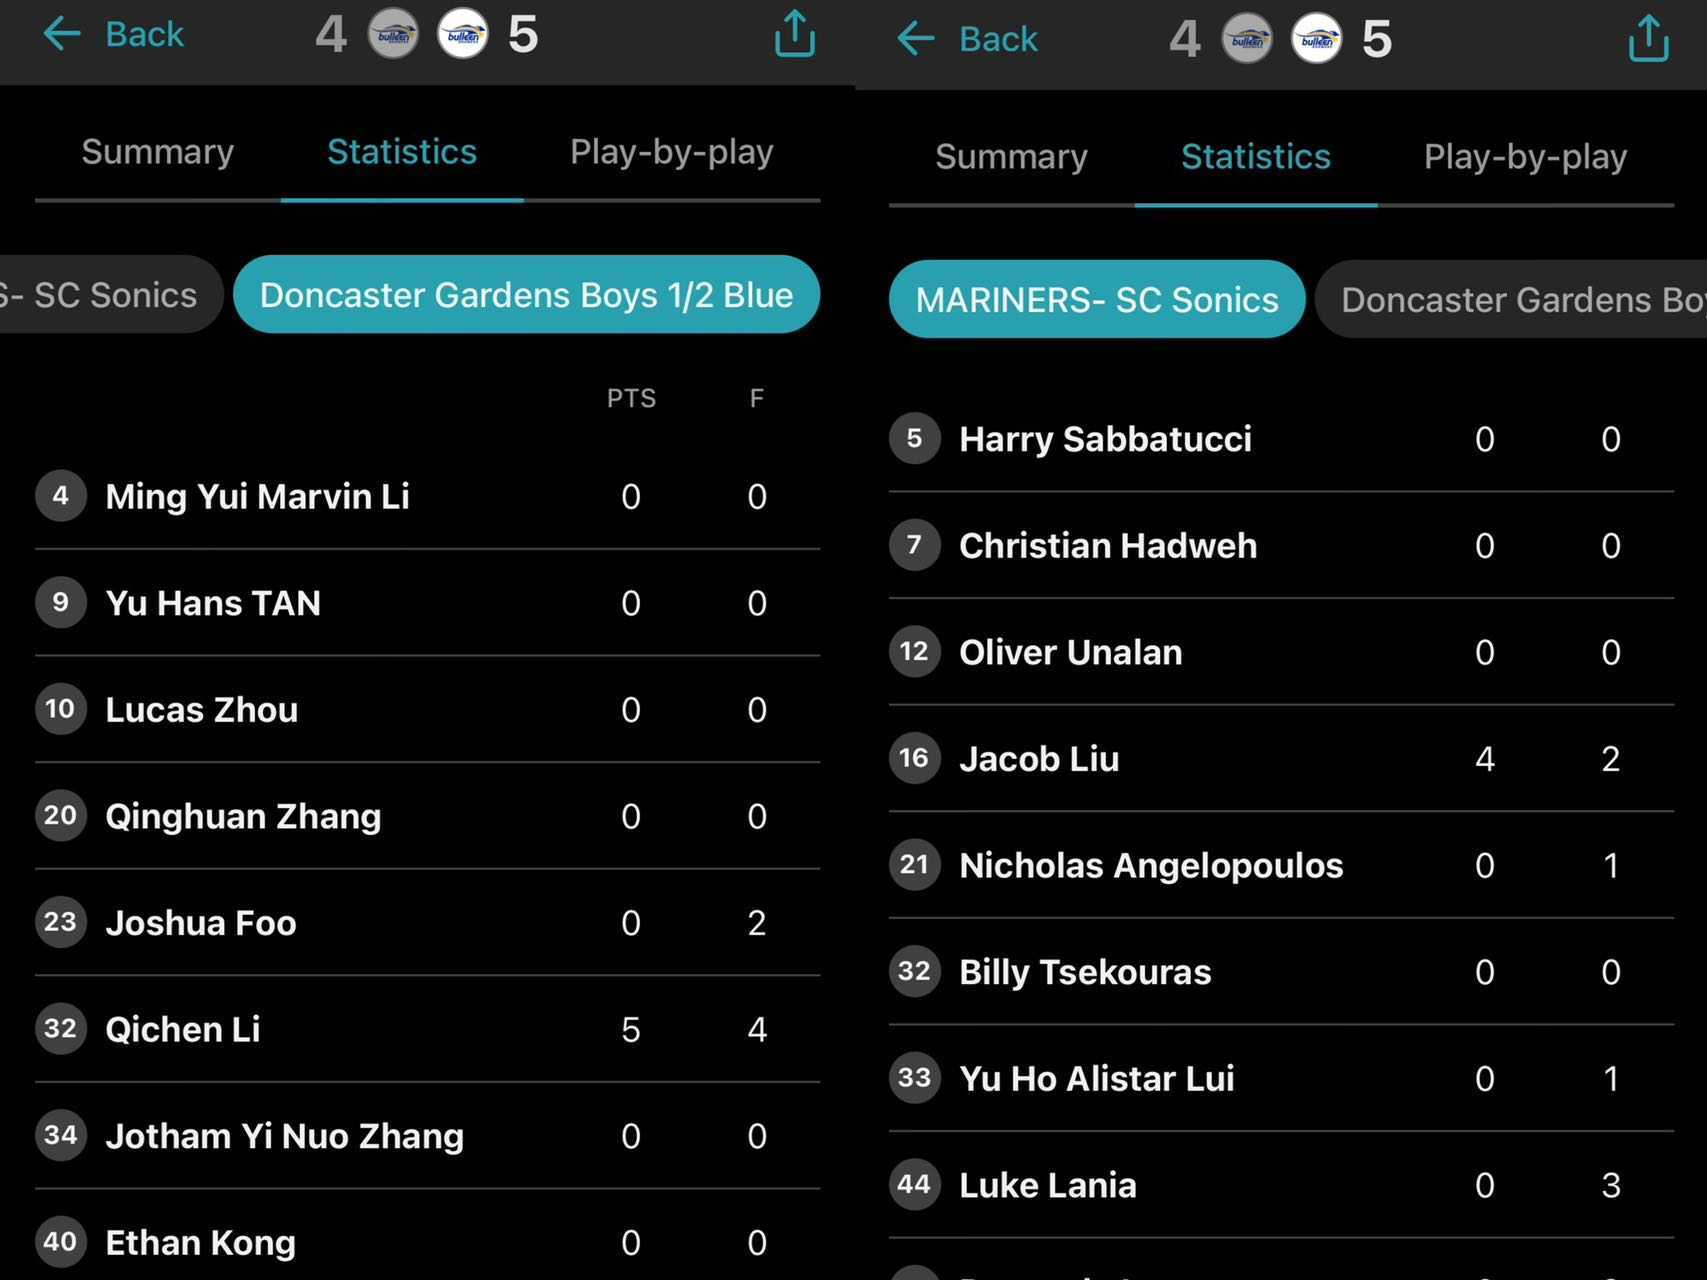 Back 4 bulleen bulleen 5
Summary Statistics Play-by-play
S- SC Sonics Doncaster Gardens Boys 1/2 Blue
PTS F
4 Ming Yui Marvin Li 0 0
9 Yu Hans TAN 0 0
10 Lucas Zhou 0 0
20 Qinghuan Zhang 0 0
23 Joshua Foo 0 2
32 Qichen Li 5 4
34 Jotham Yi Nuo Zhang 0 0
40 Ethan Kong 0 0
Back 4 bulleen bulleen 5
Summary Statistics Play-by-play
MARINERS- SC Sonics Doncaster Gardens Boy
5 Harry Sabbatucci 0 0
7 Christian Hadweh 0 0
12 Oliver Unalan 0 0
16 Jacob Liu 4 2
21 Nicholas Angelopoulos 0 1
32 Billy Tsekouras 0 0
33 Yu Ho Alistar Lui 0 1
44 Luke Lania 0 3